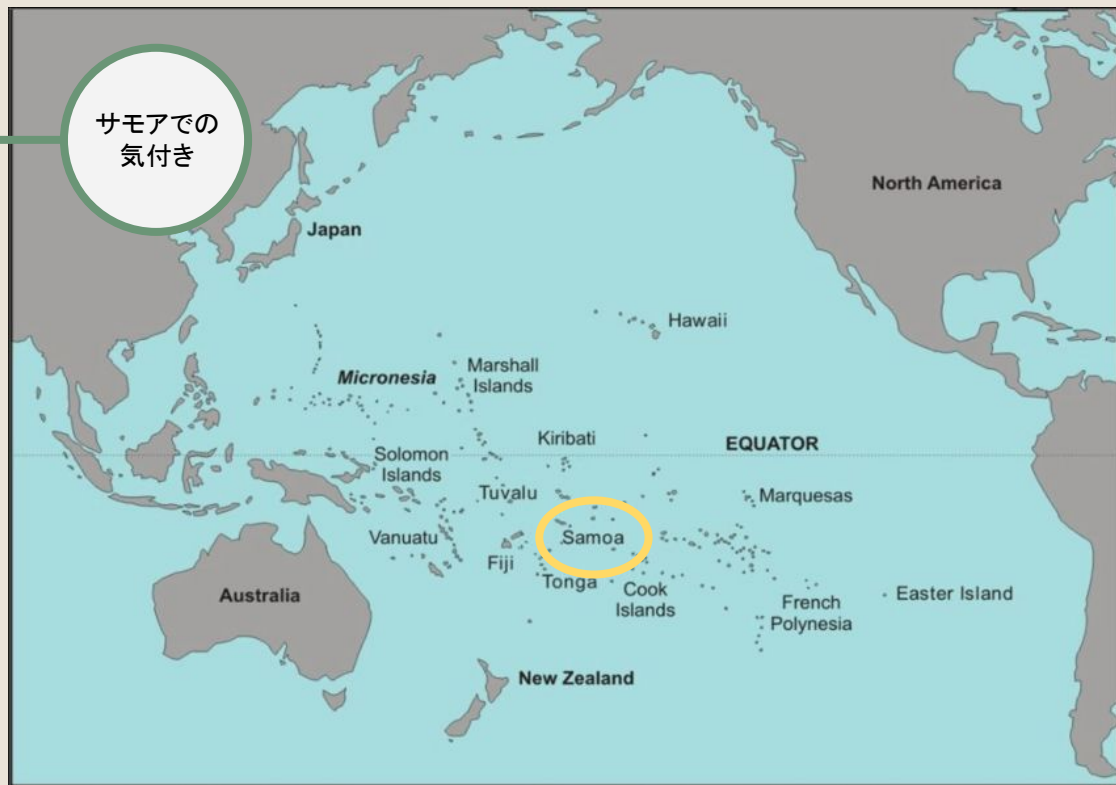 サモアでの
気付き
North America
Japan
Hawaii
Marshall
Islands
Micronesia
Kiribati
EQUATOR
Solomon
Islands
Tuvalu
Marquesas
Vanuatu
Samoa
Fiji
Tonga
Cook
Islands
Australia
French
Polynesia
Easter Island
New Zealand